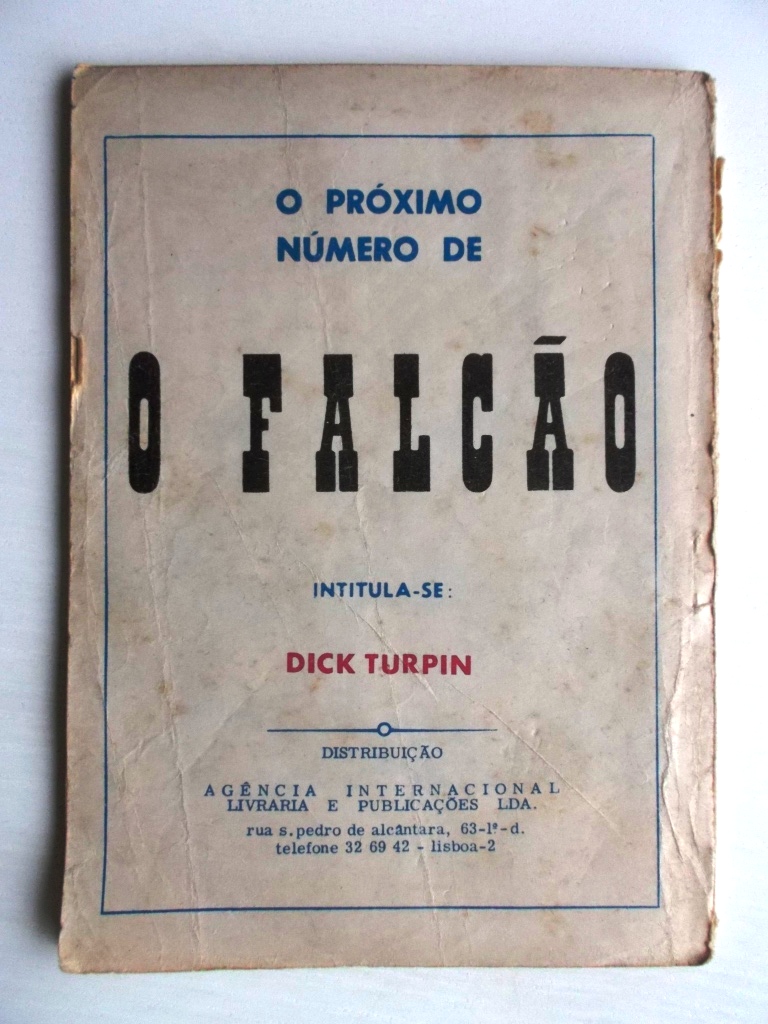 O PRÓXIMO
NÚMERO DE
O FALCÃO
INTITULA-SE:
DICK TURPIN
DISTRIBUIÇÃO
AGÊNCIA INTERNACIONAL
LIVRARIA E PUBLICAÇÕES LDA.
rua s. pedro de alcântara, 63-1º-d.
telefone 32 69 42 - lisboa-2